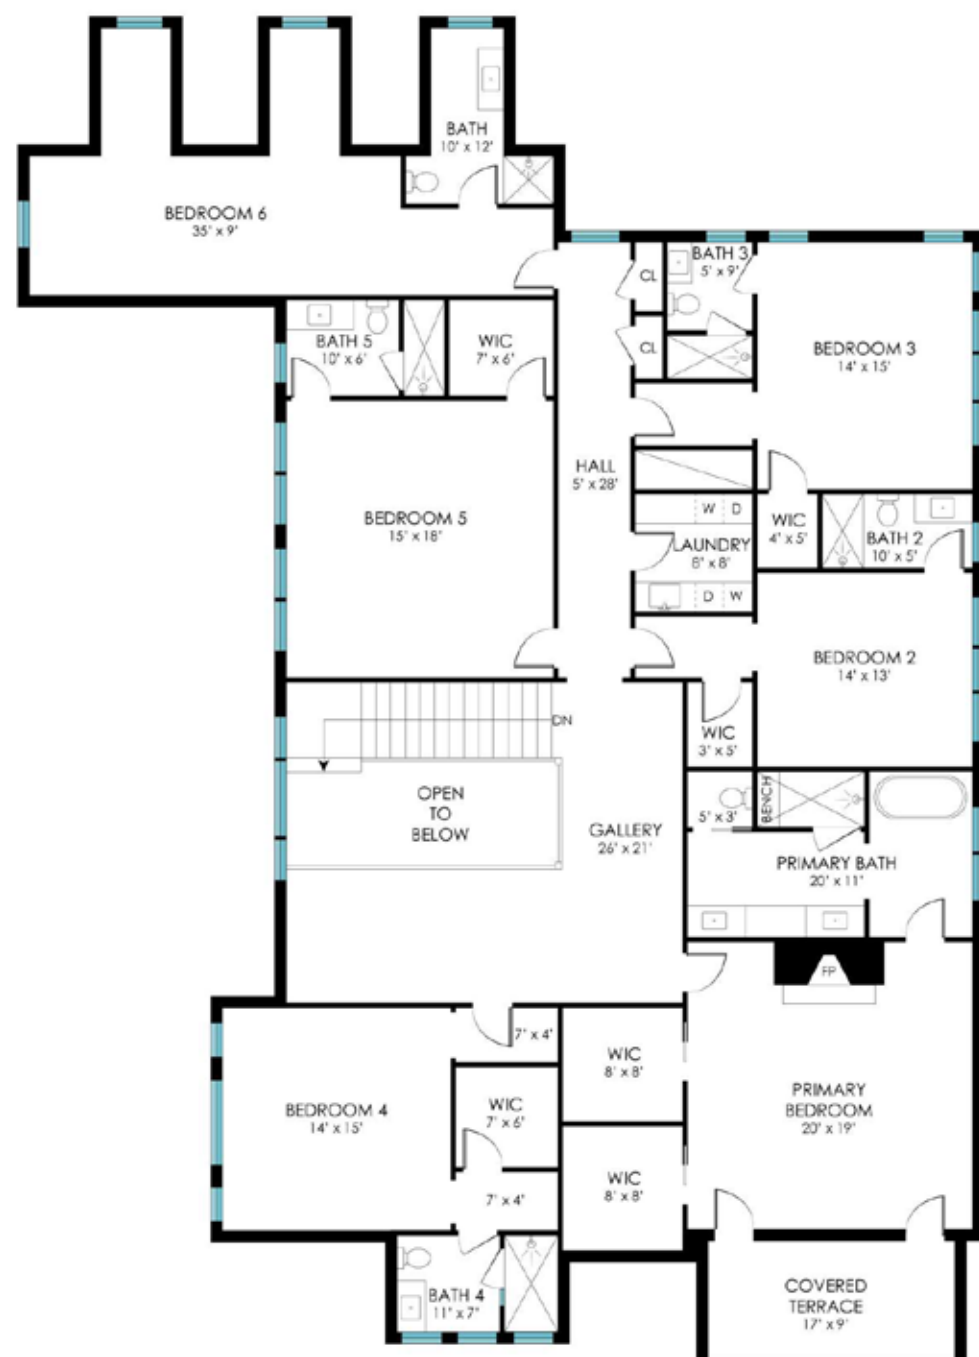 BATH
10' x 12'
BEDROOM 6
35' x 9'
BATH 3
5' x 9'
CL
CL
BATH 5
10' x 6'
WIC
7' x 6'
BEDROOM 3
14' x 15'
HALL
5' x 28'
BEDROOM 5
15' x 18'
W D
LAUNDRY
8' x 8'
D W
WIC
4' x 5'
BATH 2
10' x 5'
BEDROOM 2
14' x 13'
WIC
3' x 5'
DN
OPEN
TO
BELOW
GALLERY
26' x 21'
5' x 3'
BENCH
PRIMARY BATH
20' x 11'
FP
7' x 4'
WIC
8' x 8'
BEDROOM 4
14' x 15'
WIC
7' x 6'
PRIMARY
BEDROOM
20' x 19'
WIC
8' x 8'
7' x 4'
BATH 4
11' x 7'
COVERED
TERRACE
17' x 9'